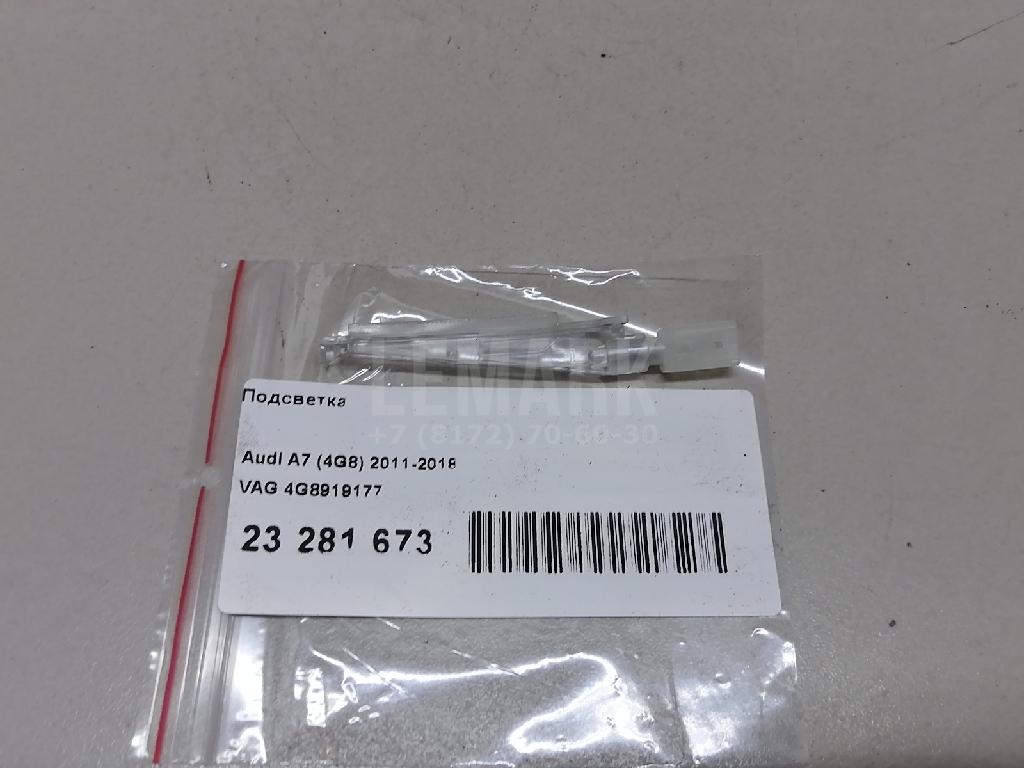 LEMARK
+7 (8172) 70-60-30
Подсветка
Audi A7 (4G8) 2011-2018
VAG 4G8919177
23 281 673